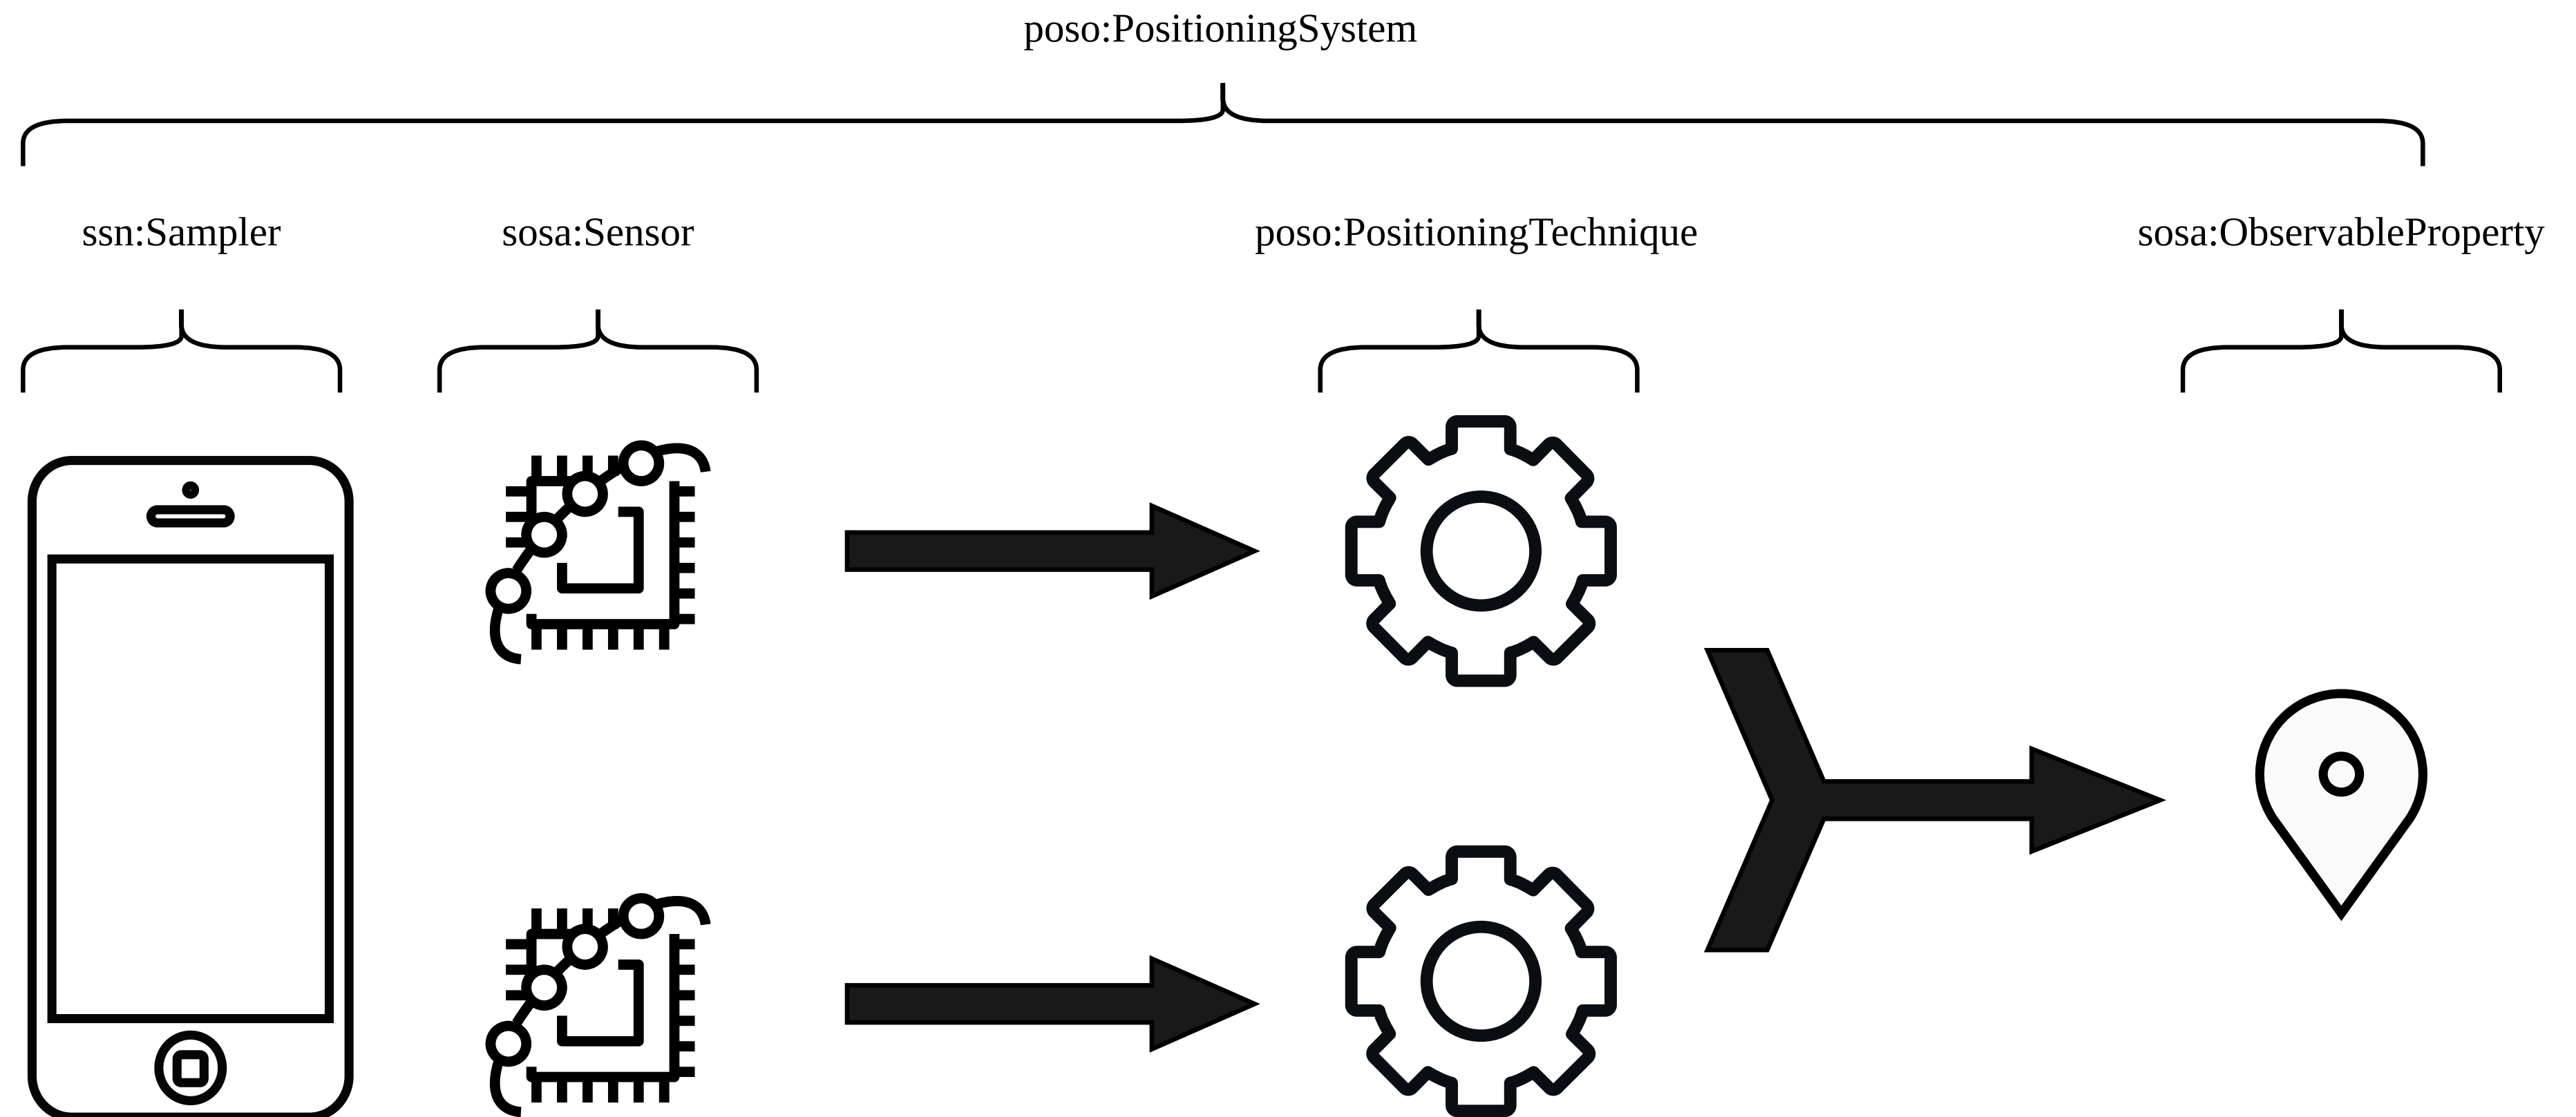 poso:PositioningSystem
ssn:Sampler
sosa:Sensor
poso:PositioningTechnique
sosa:ObservableProperty